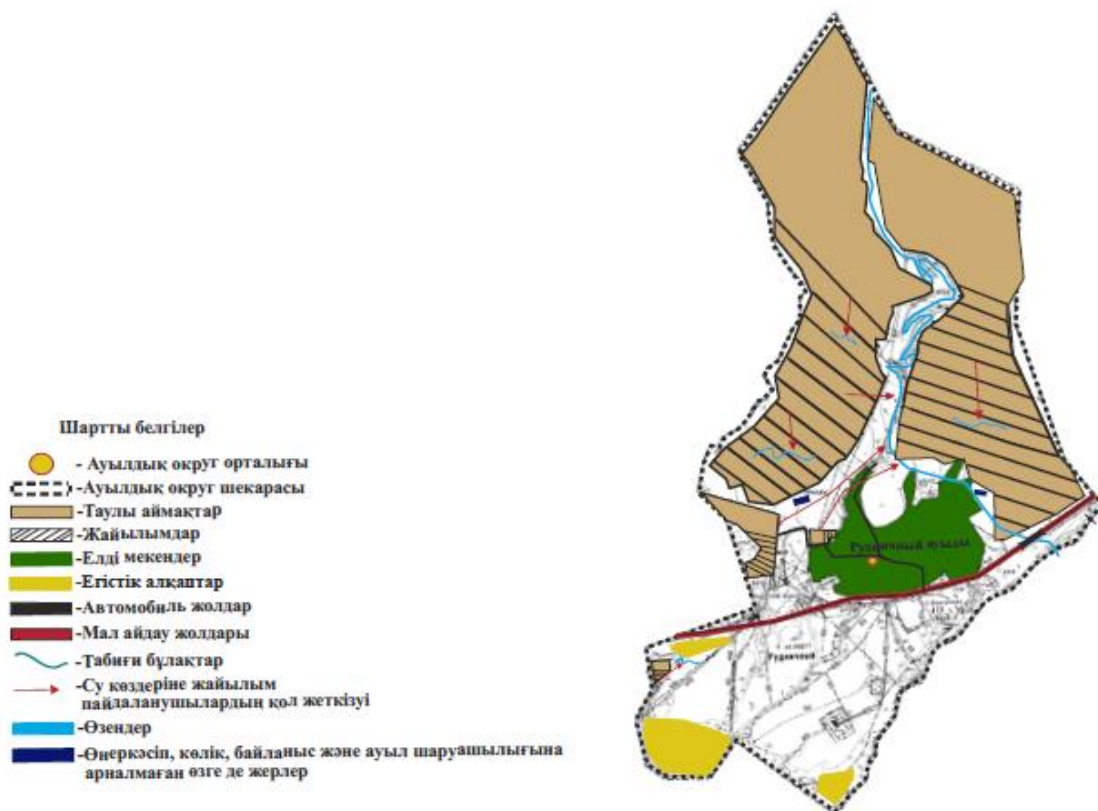 Шартты белгілер
- Ауылдық округ орталығы
-Ауылдық округ шекарасы
-Таулы аймақтар
-Жайылымдар
-Елді мекендер
-Егістік алқаптар
-Автомобиль жолдар
-Мал айдау жолдары
-Табиғи бұлақтар
-Су көздеріне жайылым
пайдаланушылардың қол жеткізуі
-Өзендер
-Өнеркәсіп, көлік, байланыс және ауыл шаруашылығына
арналмаған өзге де жерлер
Рудничный ауылы
Рудничный